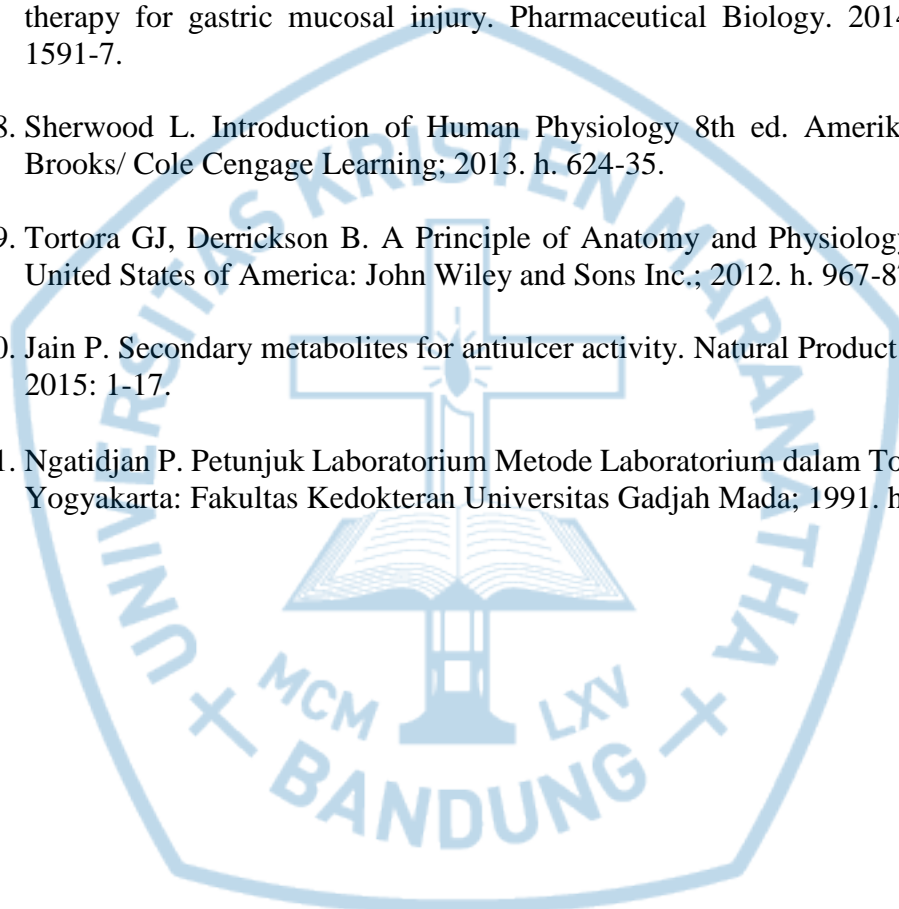 therapy for gastric mucosal injury. Pharmaceutical Biology. 2014
1591-7.
8. Sherwood L. Introduction of Human Physiology 8th ed. Amerik
Brooks/ Cole Cengage Learning; 2013. h. 624-35.
9. Tortora GJ, Derrickson B. A Principle of Anatomy and Physiology
United States of America: John Wiley and Sons Inc.; 2012. h. 967-8
0. Jain P. Secondary metabolites for antiulcer activity. Natural Product
2015: 1-17.
1. Ngatidjan P. Petunjuk Laboratorium Metode Laboratorium dalam To
Yogyakarta: Fakultas Kedokteran Universitas Gadjah Mada; 1991. h
UNIVERSITAS KRISTEN MARANATHA
MCM LXV
BANDUNG